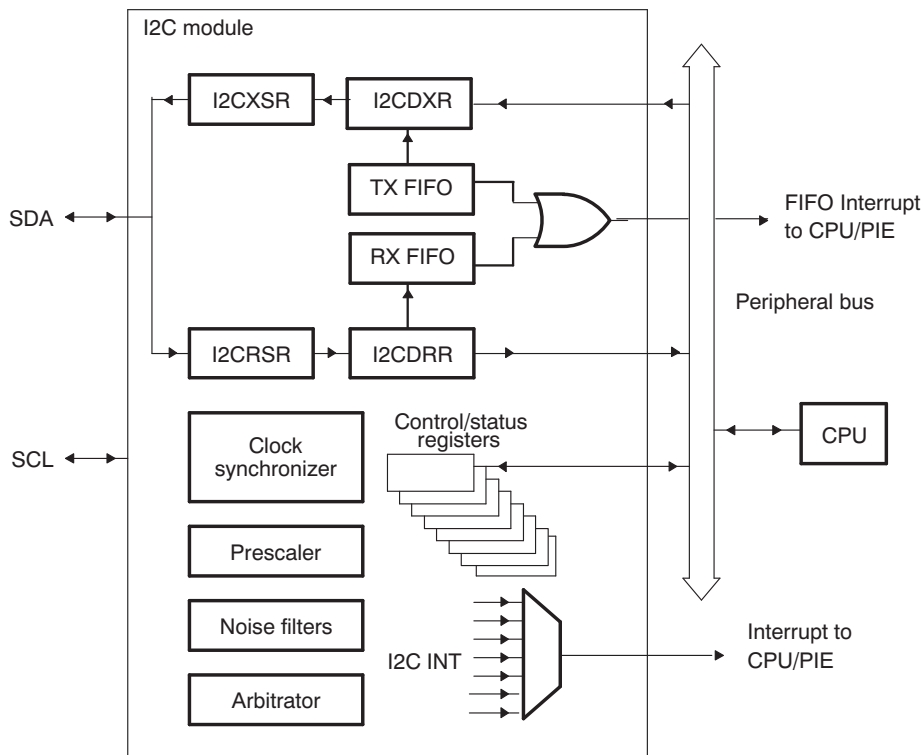 I2C module
I2CXSR
I2CDXR
TX FIFO
SDA
FIFO Interrupt
to CPU/PIE
RX FIFO
Peripheral bus
I2CRSR
I2CDRR
Control/status
registers
Clock
synchronizer
SCL
CPU
Prescaler
Noise filters
I2C INT
Interrupt to
CPU/PIE
Arbitrator